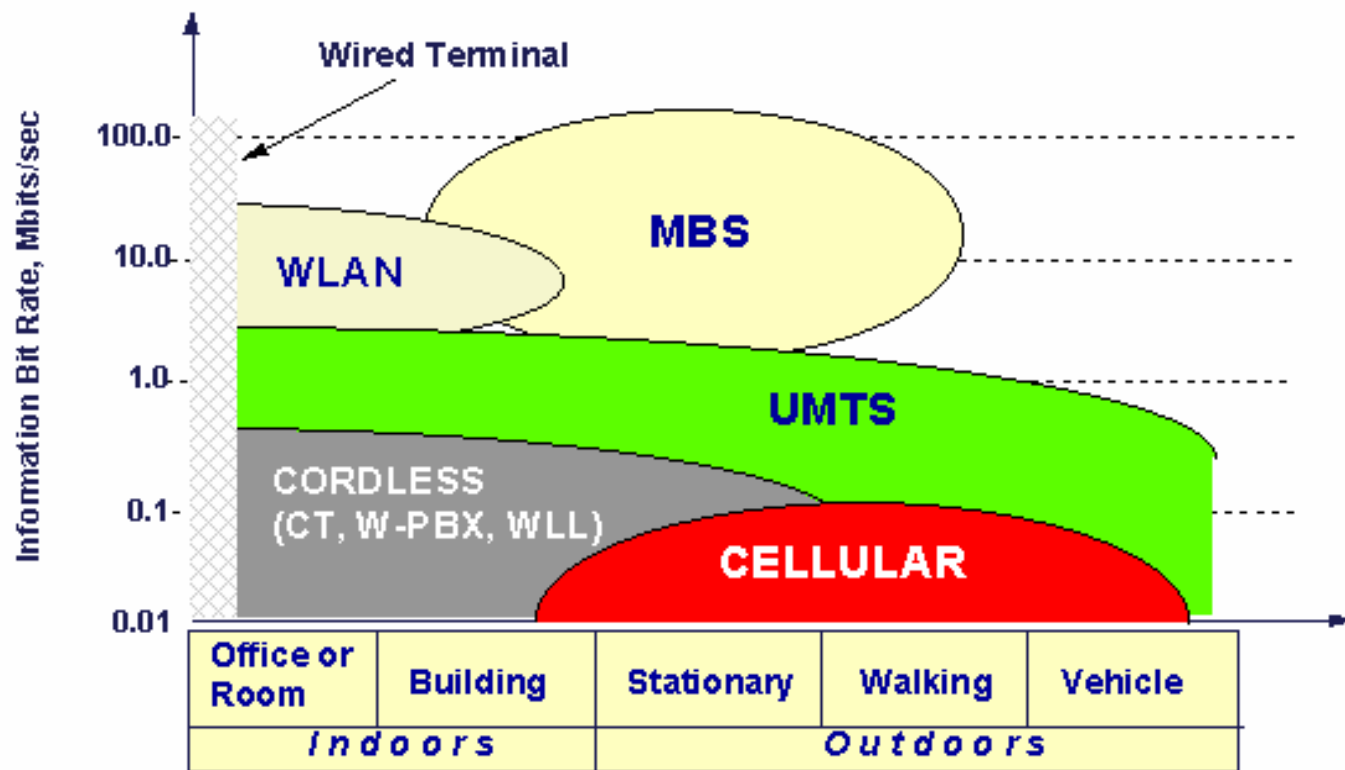 Wired Terminal
Information Bit Rate, Mbits/sec
100.0-
MBS
10.0-
WLAN
1.0-
UMTS
CORDLESS
(CT, W-PBX, WLL)
0.1-
CELLULAR
0.01
Office or
Room
Building
Stationary
Walking
Vehicle
Indoors
Outdoors